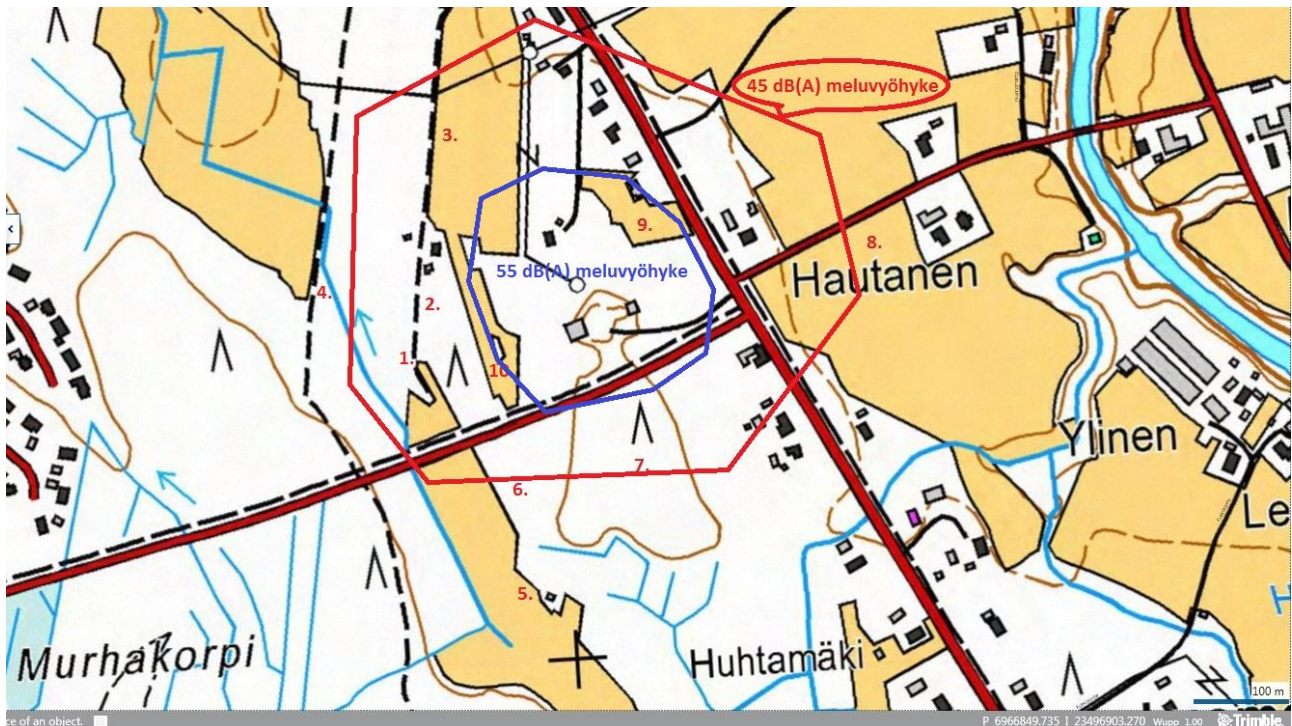 45 dB(A) meluvyöhyke
3.
9.
8.
55 dB(A) meluvyöhyke
Hautanen
4.
2.
1.
10
Ylinen
7.
6.
Le
5.
Murhakorpi
Huhtamäki
H
100 m
ce of an object.
P 6966849.735 I 23496903.270 Wupp 1.00 Trimble